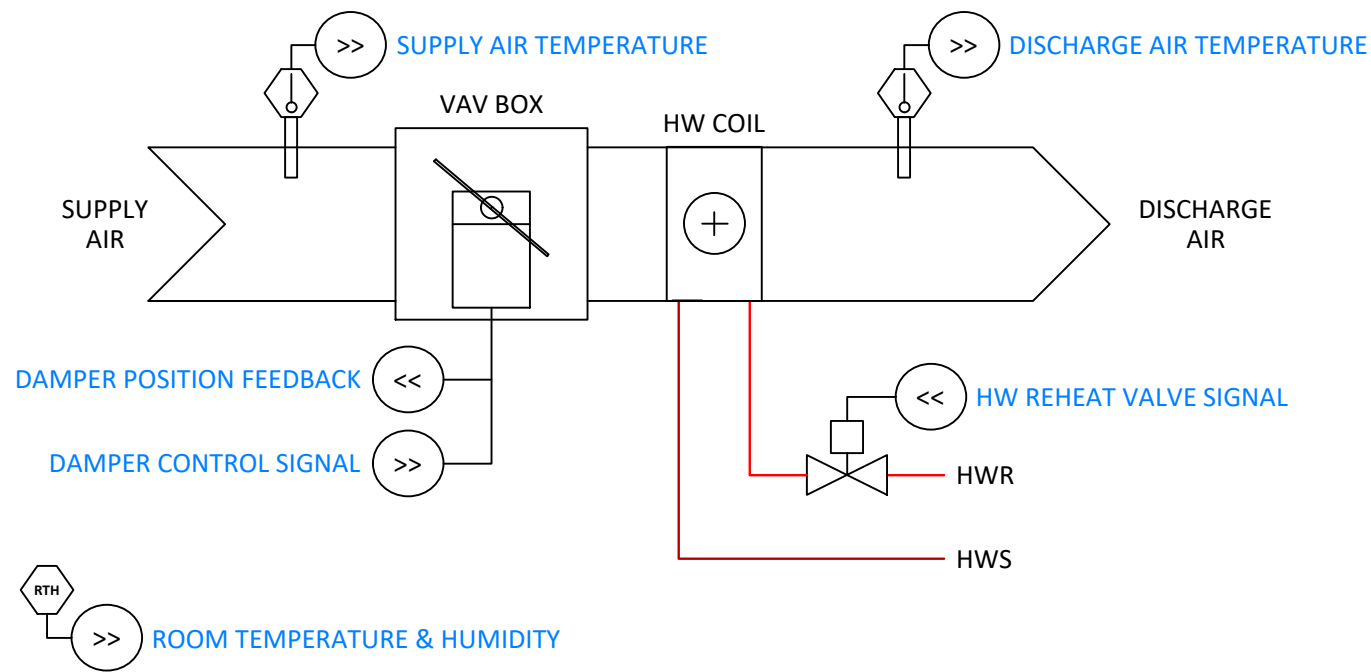 >> SUPPLY AIR TEMPERATURE
>> DISCHARGE AIR TEMPERATURE
VAV BOX
HW COIL
SUPPLY
AIR
DISCHARGE
AIR
DAMPER POSITION FEEDBACK <<
<< HW REHEAT VALVE SIGNAL
DAMPER CONTROL SIGNAL >>
HWR
HWS
RTH
>> ROOM TEMPERATURE & HUMIDITY